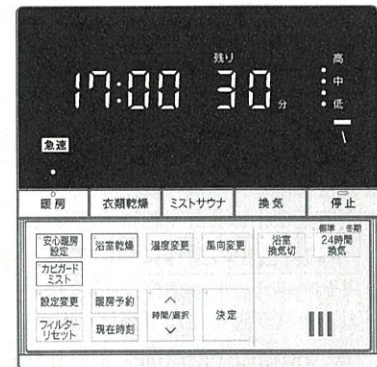 残り
高
17:00 30分
中
低
急速
暖房 衣類乾燥 ミストサウナ 換気 停止
標準 冬期
安心暖房
設定
浴室乾燥 温度変更 風向変更
浴室
換気切
24時間
換気
カビガード
ミスト
設定変更 暖房予約
時間/選択
決定
フィルター
リセット
現在時刻